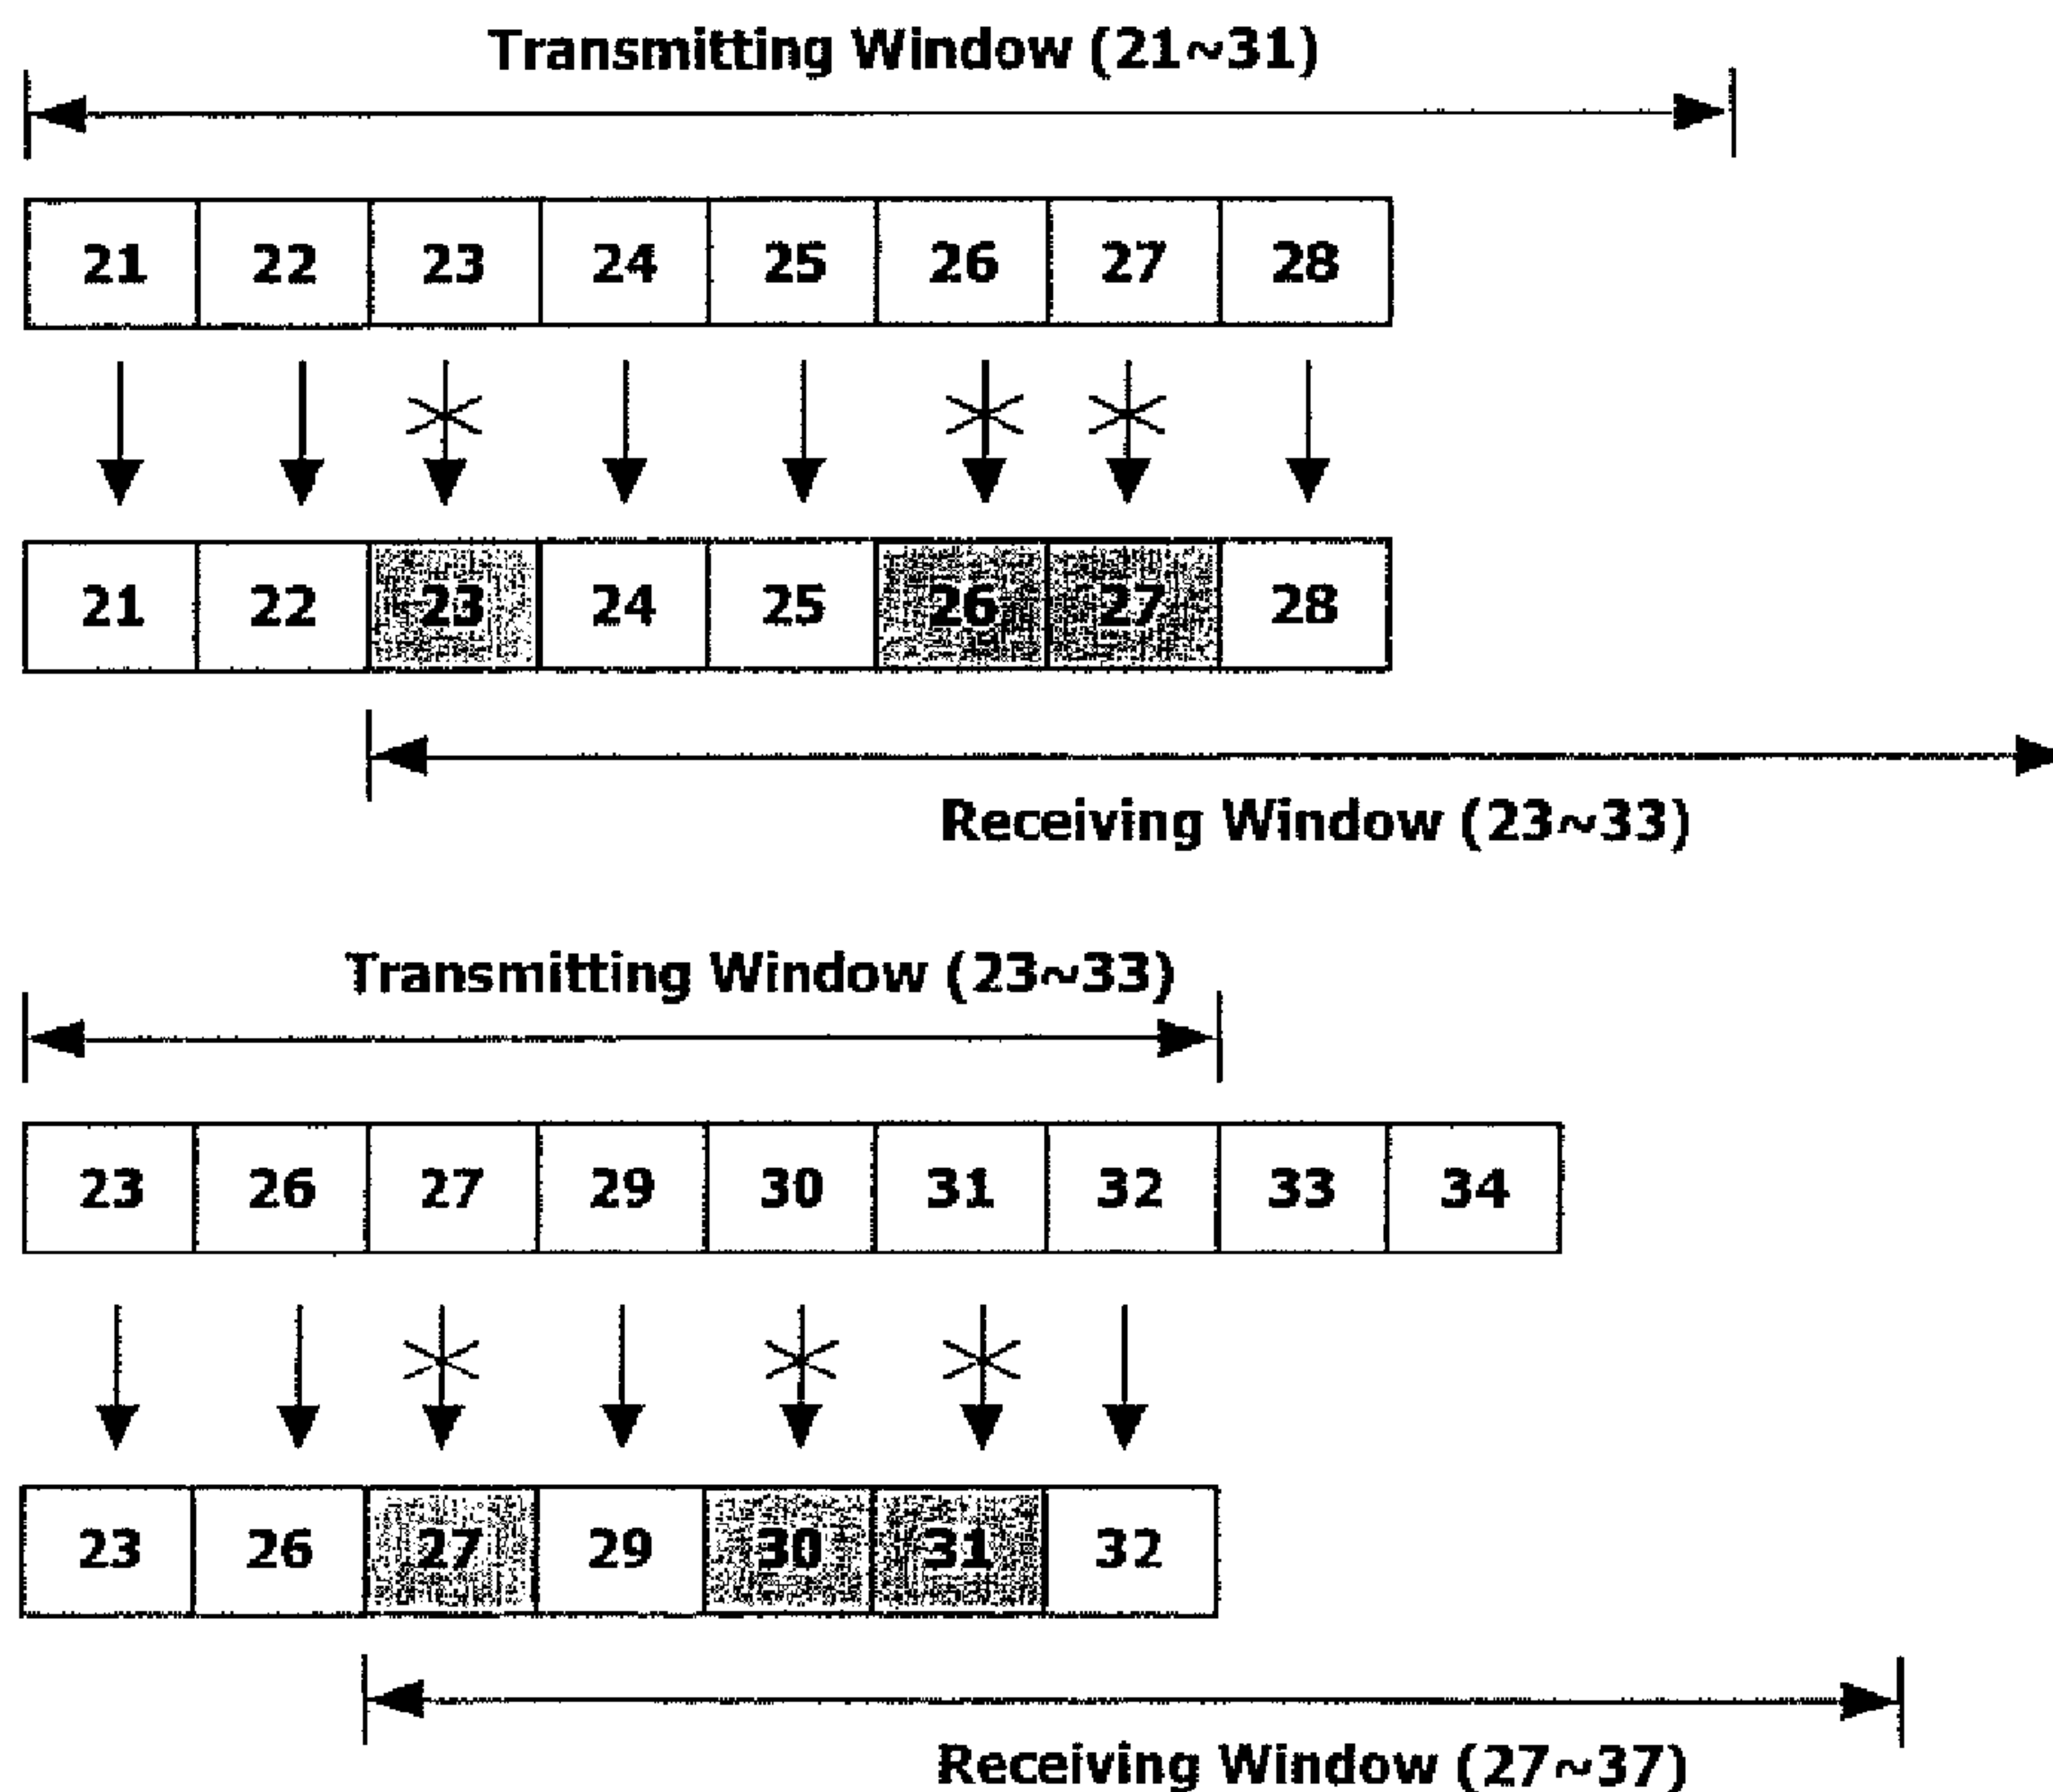 Transmitting Window (21~31)
21 22 23 24 25 26 27 28
21 22 23 24 25 26 27 28
Receiving Window (23~33)
Transmitting Window (23~33)
23 26 27 29 30 31 32 33 34
23 26 27 29 30 31 32
Receiving Window (27~37)